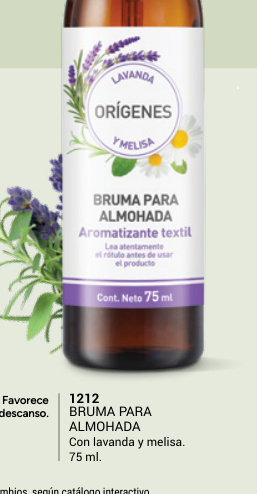 LAVANDA
ORÍGENES
Y MELISA
BRUMA PARA
ALMOHADA
Aromatizante textil
Lea atentamente
el rótulo antes de usar
el producto
Cont. Neto 75 ml
Favorece
descanso.
1212
BRUMA PARA
ALMOHADA
Con lavanda y melisa.
75 ml.
mbios, según catálogo interactivo